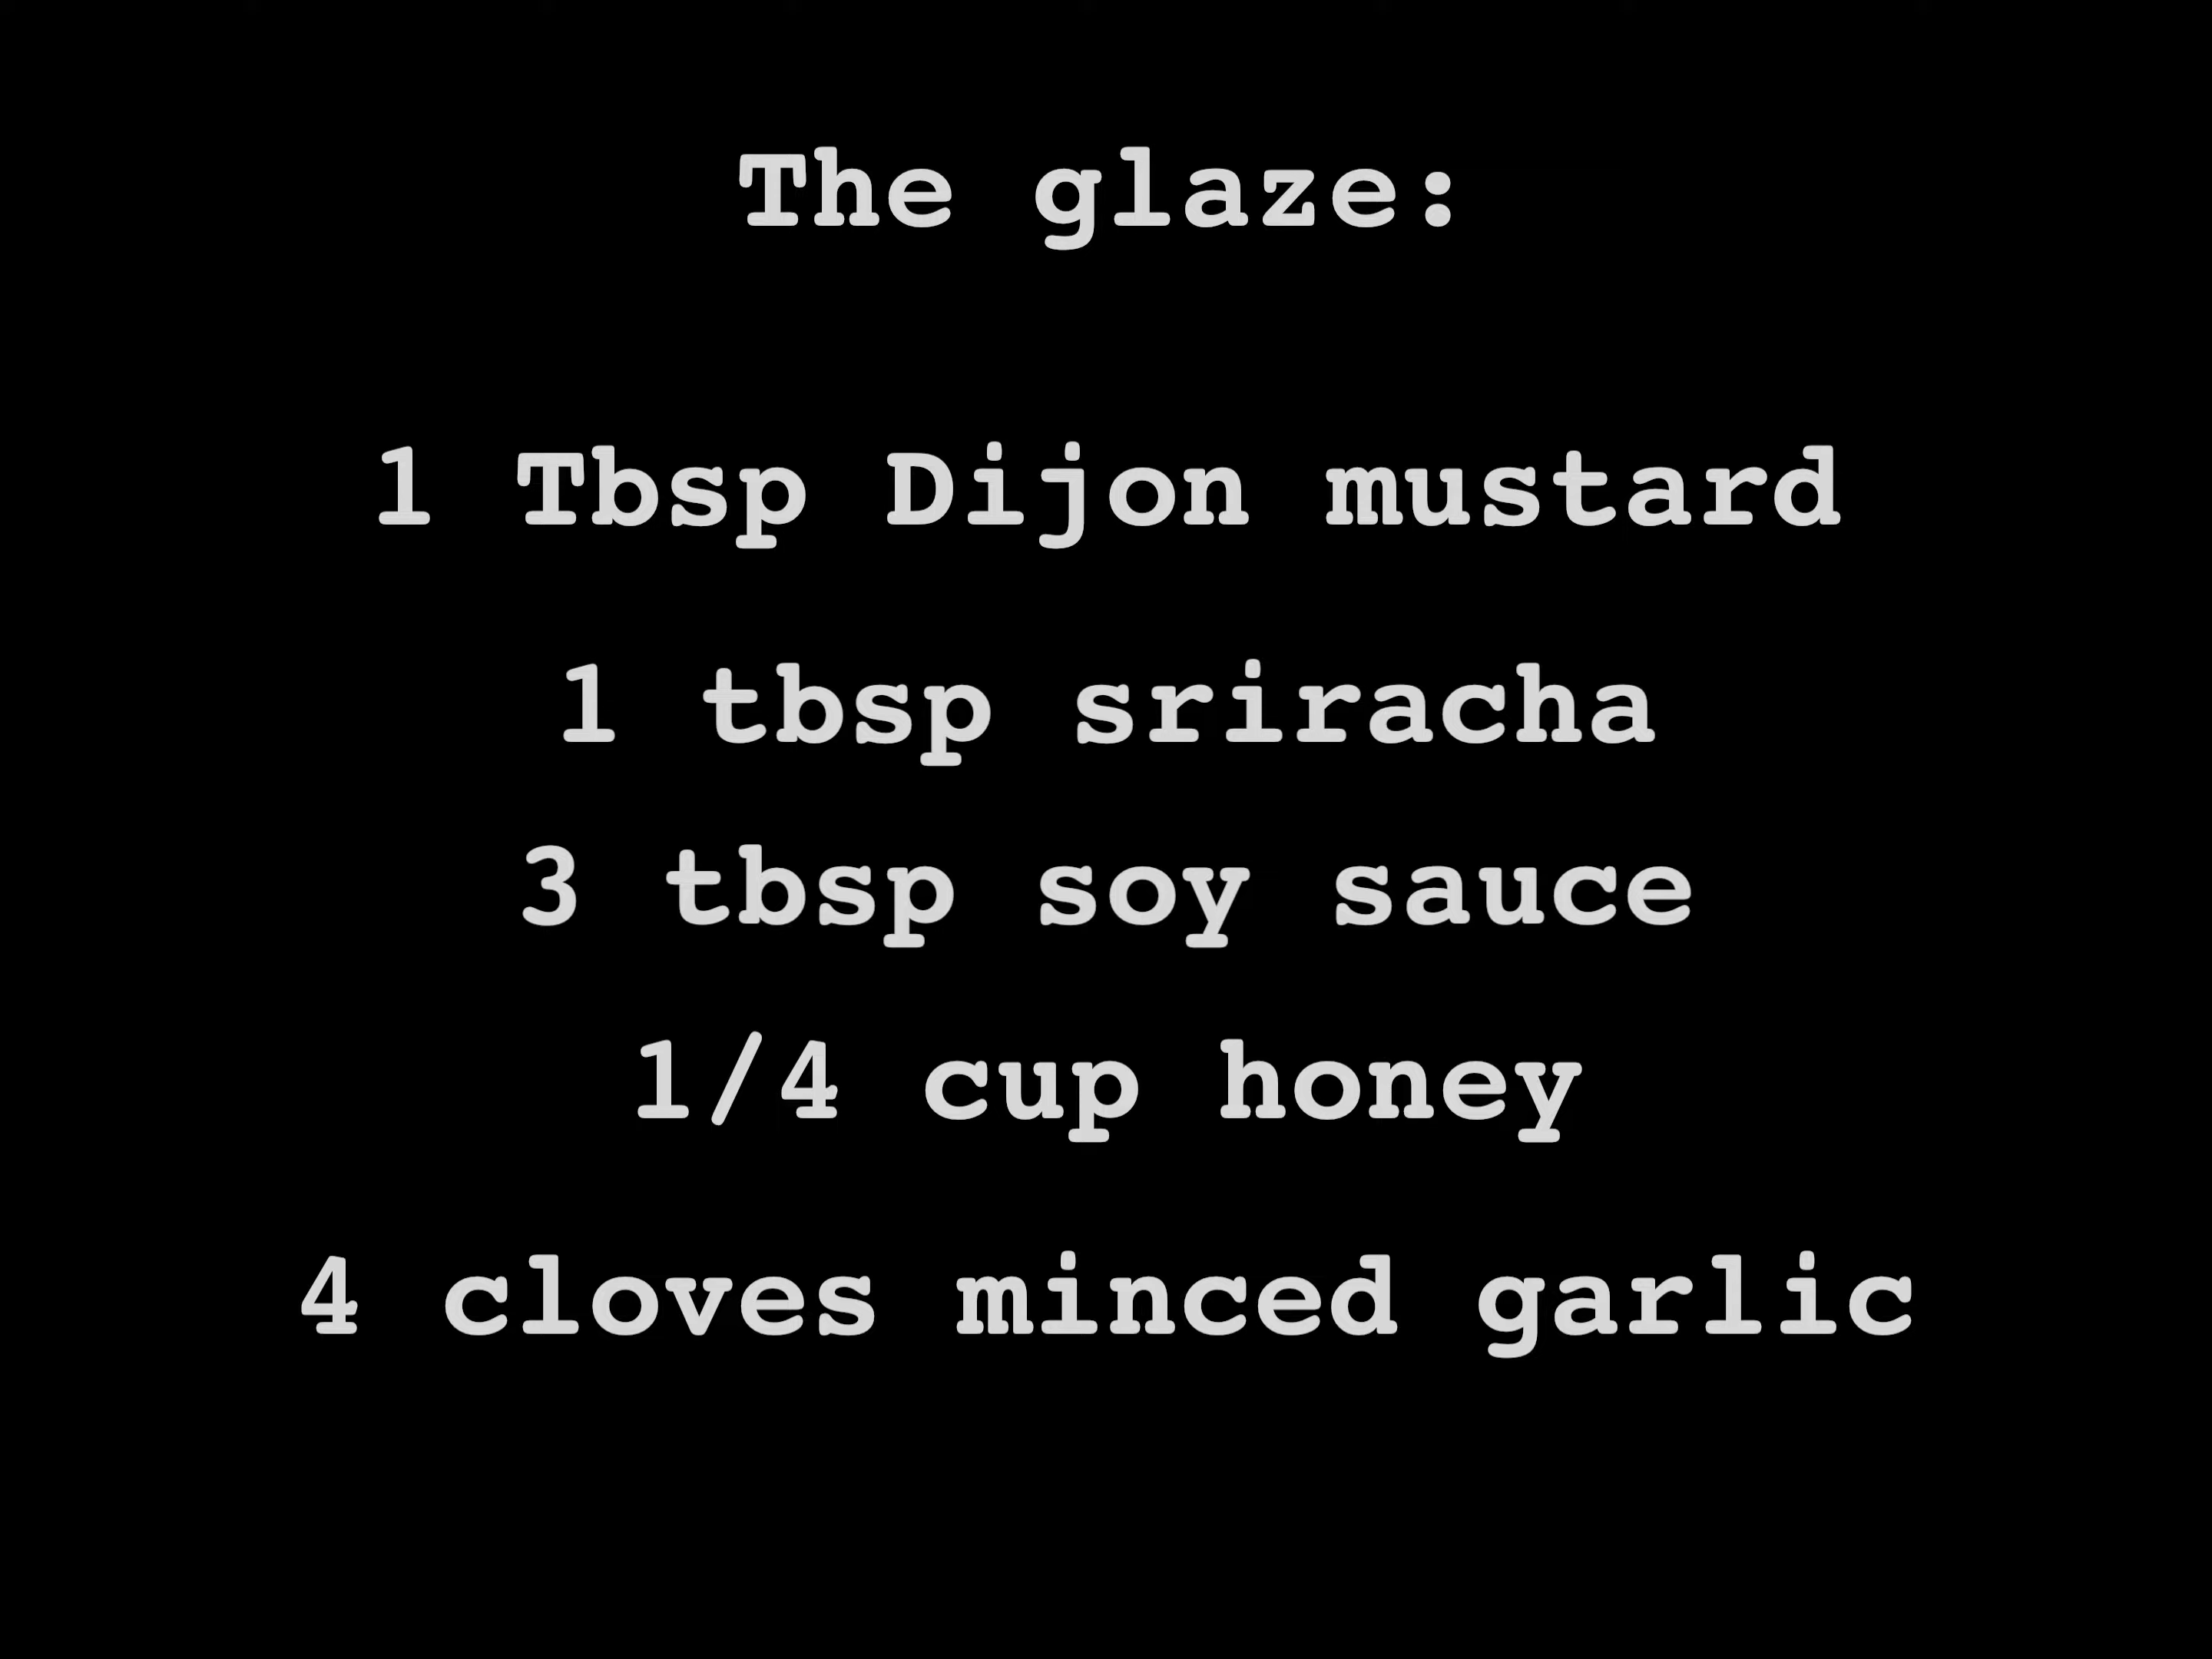 The glaze:
1 Tbsp Dijon mustard
1 tbsp sriracha
3 tbsp soy sauce
1/4 cup honey
4 cloves minced garlic